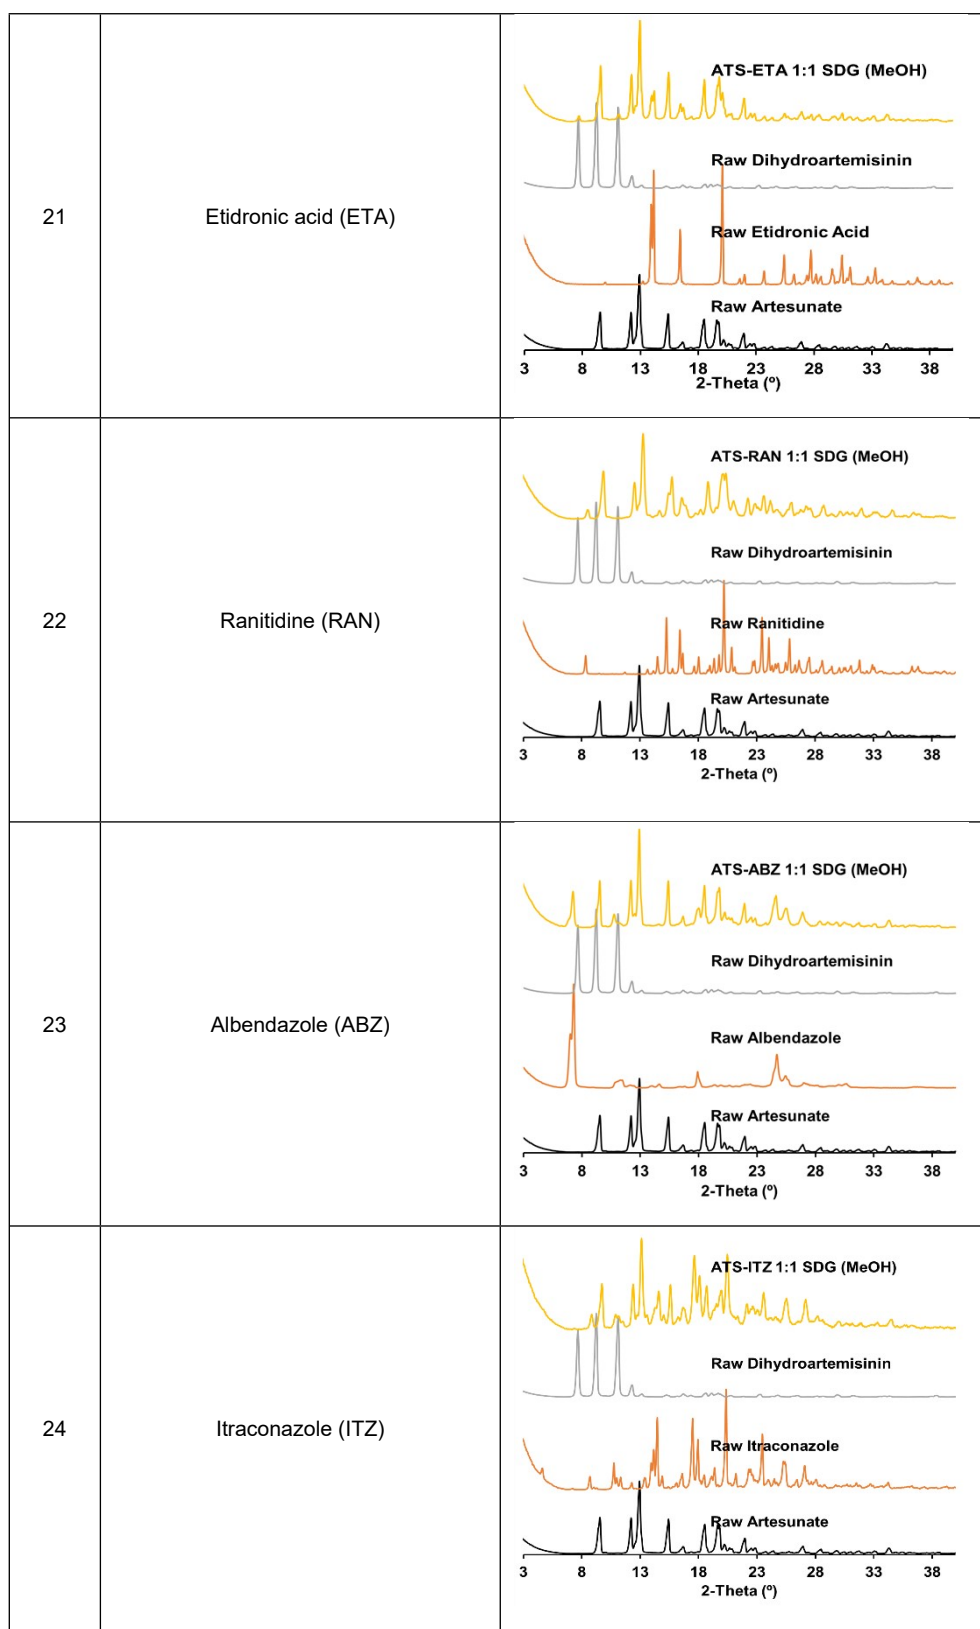 21
Etidronic acid (ETA)
ATS-ETA 1:1 SDG (MeOH)
Raw Dihydroartemisinin
Raw Etidronic Acid
Raw Artesunate
3 8 13 18 23 28 33 38
2-Theta (º)
22
Ranitidine (RAN)
ATS-RAN 1:1 SDG (MeOH)
Raw Dihydroartemisinin
Raw Ranitidine
Raw Artesunate
3 8 13 18 23 28 33 38
2-Theta (º)
23
Albendazole (ABZ)
ATS-ABZ 1:1 SDG (MeOH)
Raw Dihydroartemisinin
Raw Albendazole
Raw Artesunate
3 8 13 18 23 28 33 38
2-Theta (º)
24
Itraconazole (ITZ)
ATS-ITZ 1:1 SDG (MeOH)
Raw Dihydroartemisinin
Raw Itraconazole
Raw Artesunate
3 8 13 18 23 28 33 38
2-Theta (º)